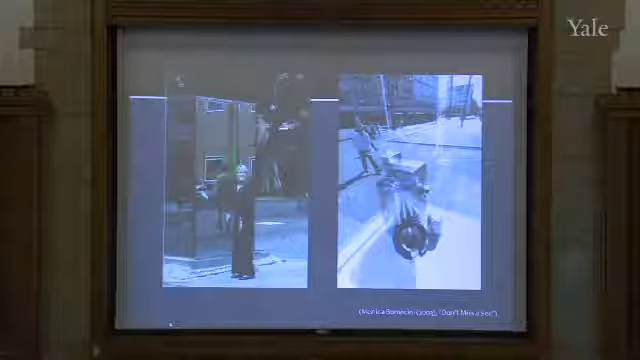 Yale
(Monica Bonvicini (2003), "Don't Miss a Sec").